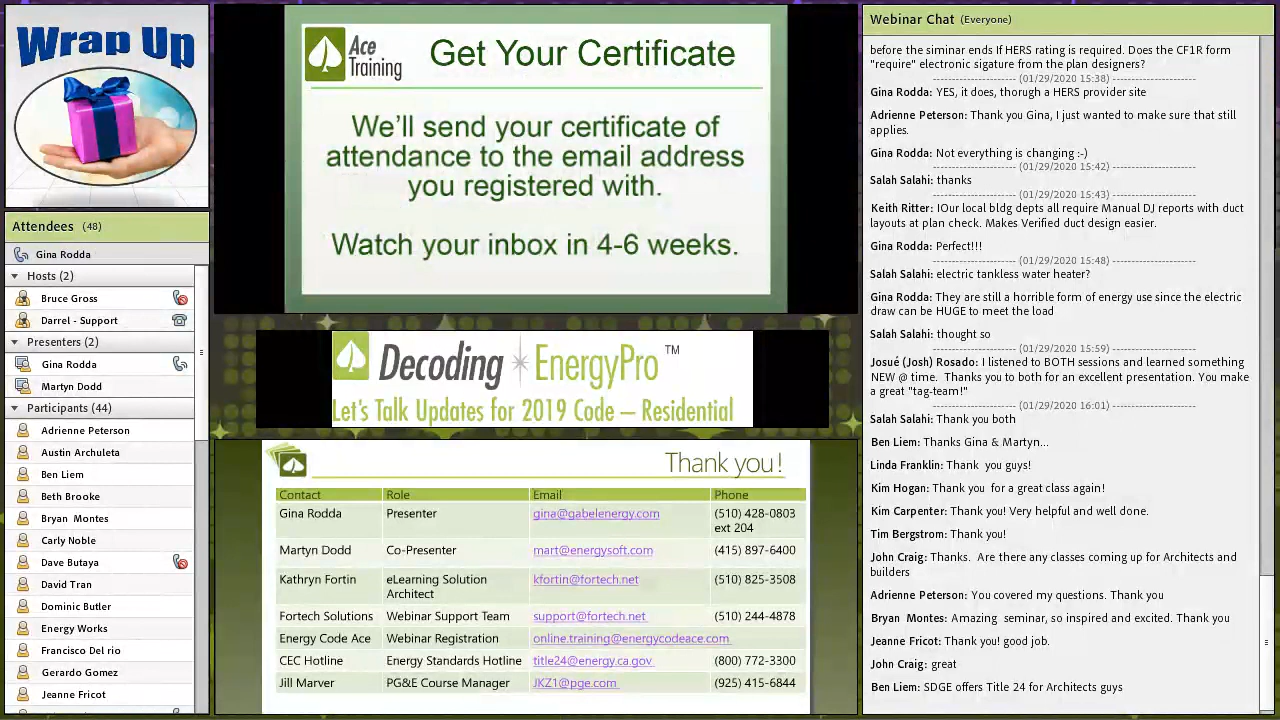 Wrap Up
Attendees (48)
Gina Rodda
Hosts (2)
Bruce Gross
Darrel - Support
Presenters (2)
Gina Rodda
Martyn Dodd
Participants (44)
Adrienne Peterson
Austin Archuleta
Ben Liem
Beth Brooke
Bryan Montes
Carly Noble
Dave Butaya
David Tran
Dominic Butler
Energy Works
Francisco Del rio
Gerardo Gomez
Jeanne Fricot
Ace
Training
Get Your Certificate
We'll send your certificate of
attendance to the email address
you registered with.
Watch your inbox in 4-6 weeks.
Decoding EnergyPro™
Let's Talk Updates for 2019 Code – Residential
Thank you!
Contact Role Email Phone
Gina Rodda Presenter gina@gabelenergy.com (510) 428-0803
ext 204
Martyn Dodd Co-Presenter mart@energysoft.com (415) 897-6400
Kathryn Fortin eLearning Solution kfortin@fortech.net (510) 825-3508
Architect
Fortech Solutions Webinar Support Team support@fortech.net (510) 244-4878
Energy Code Ace Webinar Registration online.training@energycodeace.com
CEC Hotline Energy Standards Hotline title24@energy.ca.gov (800) 772-3300
Jill Marver PG&E Course Manager JKZ1@pge.com (925) 415-6844
Webinar Chat (Everyone)
before the siminar ends If HERS rating is required. Does the CF1R form
"require" electronic sigature from the plan designers?
------------------ (01/29/2020 15:38) ------------------
Gina Rodda: YES, it does, thorugh a HERS provider site
Adrienne Peterson: Thank you Gina, I just wanted to make sure that still
applies.
Gina Rodda: Not everything is changing :-)
------------------ (01/29/2020 15:42) ------------------
Salah Salahi: thanks
------------------ (01/29/2020 15:43) ------------------
Keith Ritter: IOur local bldg depts all require Manual DJ reports with duct
layouts at plan check. Makes Verified duct design easier.
Gina Rodda: Perfect!!!
------------------ (01/29/2020 15:48) ------------------
Salah Salahi: electric tankless water heater?
Gina Rodda: They are still a horrible form of energy use since the electric
draw can be HUGE to meet the load
Salah Salahi: thought so
------------------ (01/29/2020 15:59) ------------------
Josué (Josh) Rosado: I listened to BOTH sessions and learned something
NEW @ time. Thanks you to both for an excellent presentation. You make
a great "tag-team!"
------------------ (01/29/2020 16:01) ------------------
Salah Salahi: Thank you both
Ben Liem: Thanks Gina & Martyn...
Linda Franklin: Thank you guys!
Kim Hogan: Thank you for a great class again!
Kim Carpenter: Thank you! Very helpful and well done.
Tim Bergstrom: Thank you!
John Craig: Thanks. Are there any classes coming up for Architects and
builders
Adrienne Peterson: You covered my questions. Thank you
Bryan Montes: Amazing seminar, so inspired and excited. Thank you
Jeanne Fricot: Thank you! good job.
John Craig: great
Ben Liem: SDGE offers Title 24 for Architects guys